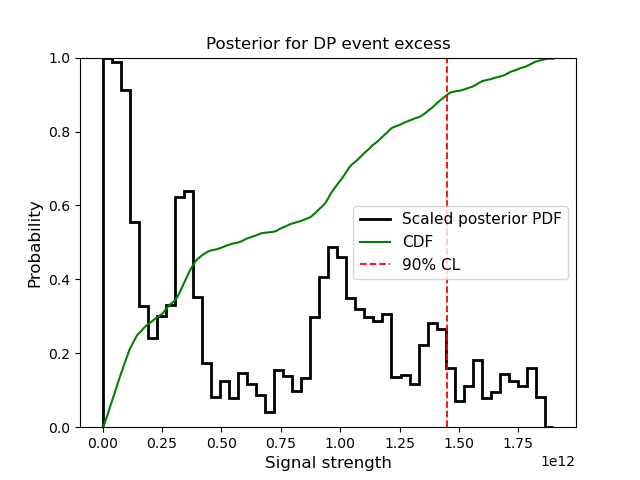 Posterior for DP event excess
Probability
1.0
0.8
0.6
0.4
0.2
0.0
Scaled posterior PDF
CDF
90% CL
0.00 0.25 0.50 0.75 1.00 1.25 1.50 1.75
1e12
Signal strength